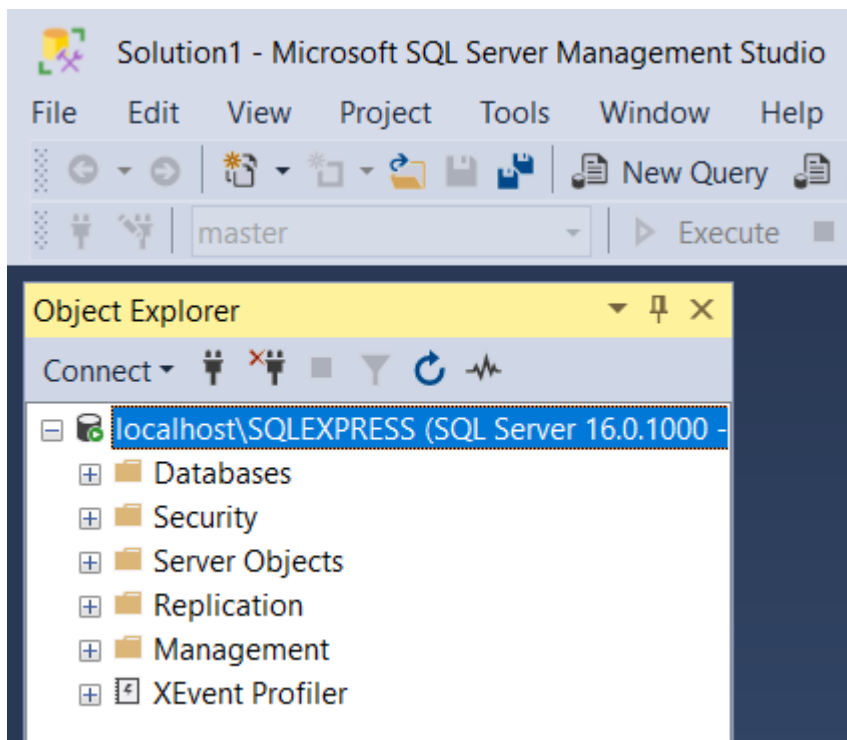 Solution1 - Microsoft SQL Server Management Studio
File Edit View Project Tools Window Help
New Query
master Execute
Object Explorer
Connect
localhost\SQLEXPRESS (SQL Server 16.0.1000 -
Databases
Security
Server Objects
Replication
Management
XEvent Profiler